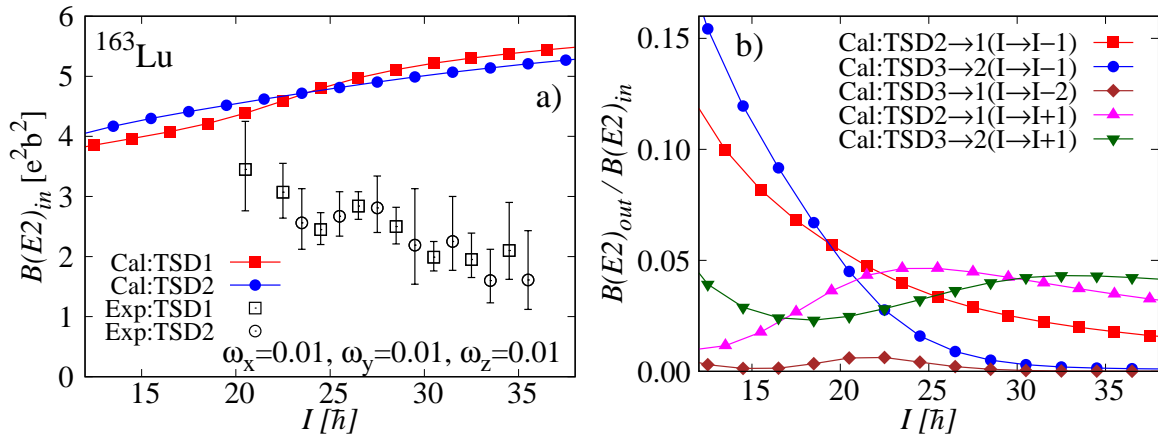 ¹⁶³Lu
a)
B(E2)ᵢₙ [e²b²]
6
5
4
3
2
1
0
Cal:TSD1
Cal:TSD2
Exp:TSD1
Exp:TSD2
ωₓ=0.01, ω_y=0.01, ω_z=0.01
15 20 25 30 35
I [ħ]
b)
B(E2)ₒᵤₜ / B(E2)ᵢₙ
0.15
0.10
0.05
0.00
Cal:TSD2→1(I→I−1)
Cal:TSD3→2(I→I−1)
Cal:TSD3→1(I→I−2)
Cal:TSD2→1(I→I+1)
Cal:TSD3→2(I→I+1)
15 20 25 30 35
I [ħ]